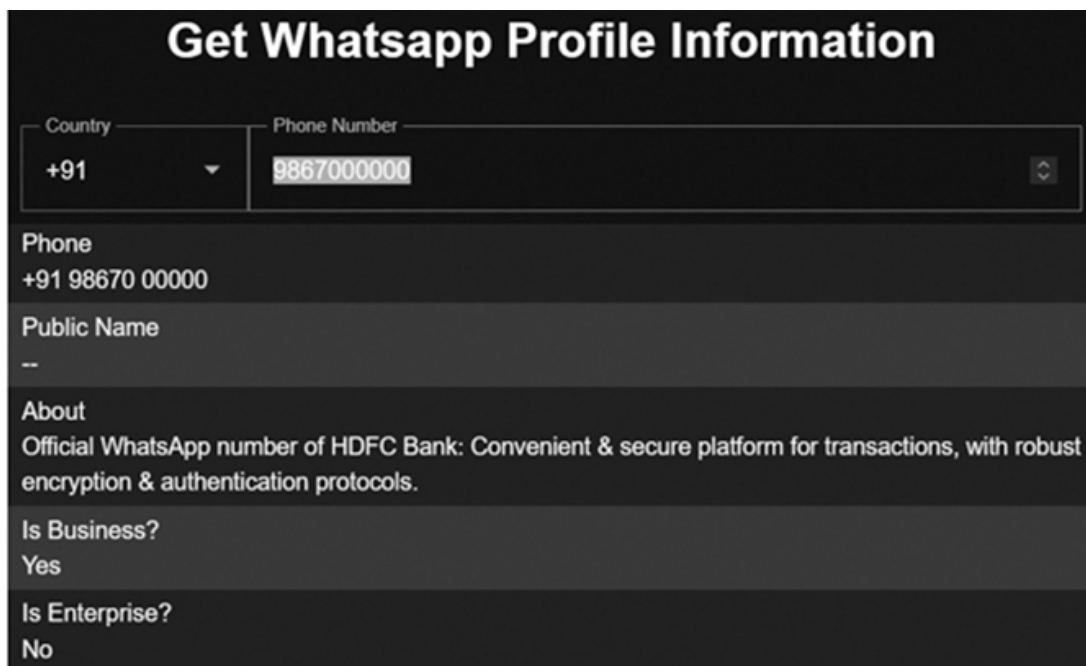 Get Whatsapp Profile Information
Country
Phone Number
+91
9867000000
Phone
+91 98670 00000
Public Name
--
About
Official WhatsApp number of HDFC Bank: Convenient & secure platform for transactions, with robust
encryption & authentication protocols.
Is Business?
Yes
Is Enterprise?
No